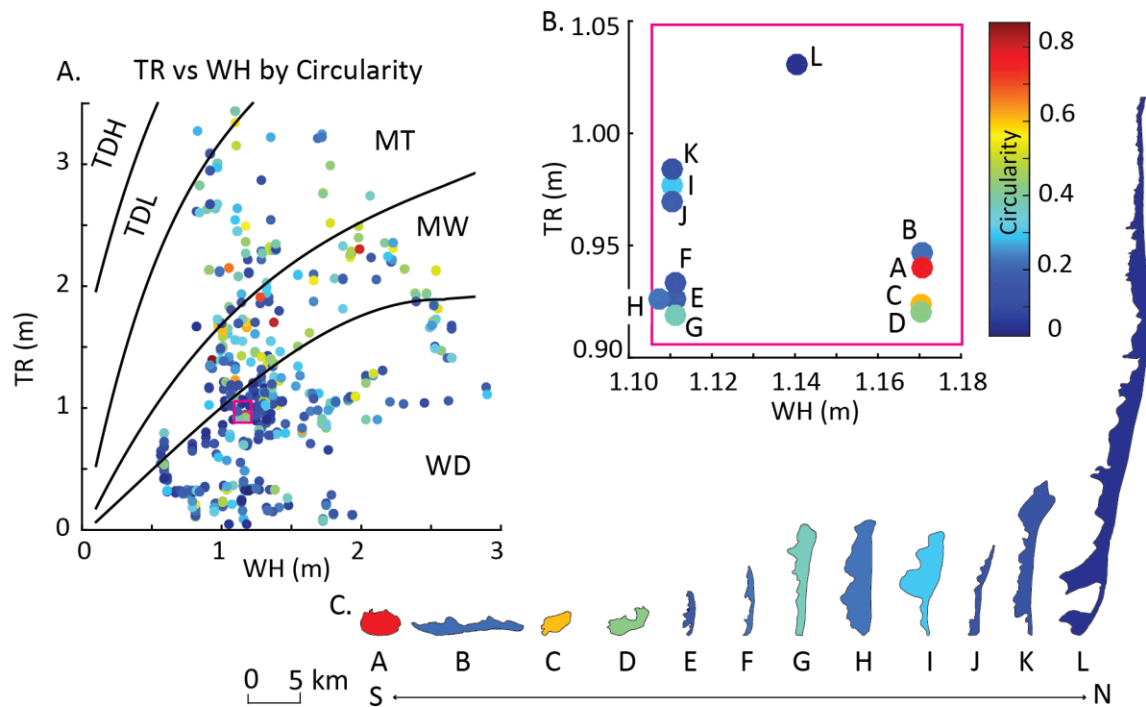 A. TR vs WH by Circularity
TDH
TDL
MT
MW
WD
3
2
1
0
TR (m)
0 1 2 3
WH (m)
B.
1.05
1.00
0.95
0.90
TR (m)
L
K
I
J
F
H E
G
B
A
C
D
1.10 1.12 1.14 1.16 1.18
WH (m)
Circularity
0.8
0.6
0.4
0.2
0
C.
A B C D E F G H I J K L
0 5 km
S N